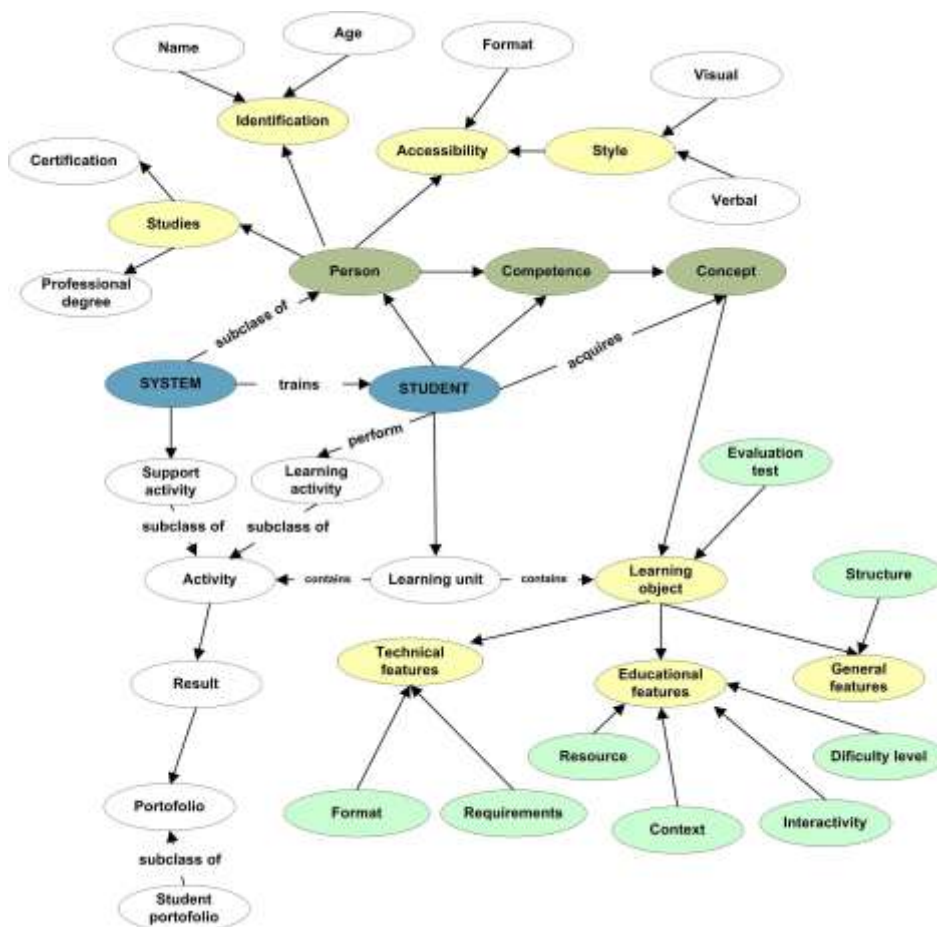 Age
Name
Format
Visual
Identification
Accessibility
Style
Certification
Verbal
Studies
Person
Competence
Concept
Professional
degree
subclass of
acquires
SYSTEM
trains
STUDENT
perform
Evaluation
test
Support
activity
Learning
activity
subclass of
subclass of
Activity
contains
Learning unit
contains
Learning
object
Structure
Technical
features
Educational
features
General
features
Result
Resource
Dificulty level
Portofolio
Format
Requirements
Context
Interactivity
subclass of
Student
portofolio